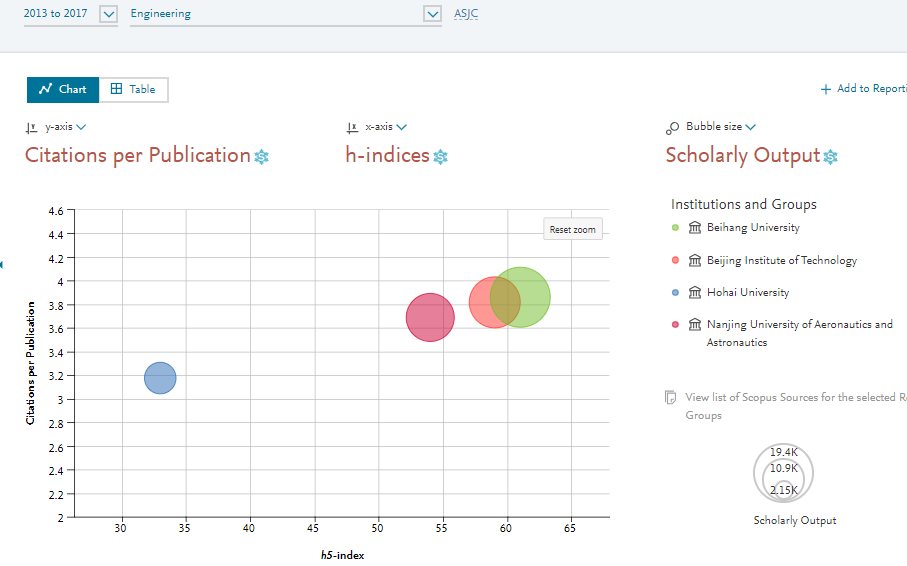 2013 to 2017 Engineering ASJC
Chart Table + Add to Reporti
y-axis x-axis Bubble size
Citations per Publication h-indices Scholarly Output
Institutions and Groups
Beihang University
Beijing Institute of Technology
Hohai University
Nanjing University of Aeronautics and
Astronautics
View list of Scopus Sources for the selected R
Groups
19.4K
10.9K
2.15K
Scholarly Output
Reset zoom
Citations per Publication
4.6
4.4
4.2
4
3.8
3.6
3.4
3.2
3
2.8
2.6
2.4
2.2
2
30 35 40 45 50 55 60 65
h5-index